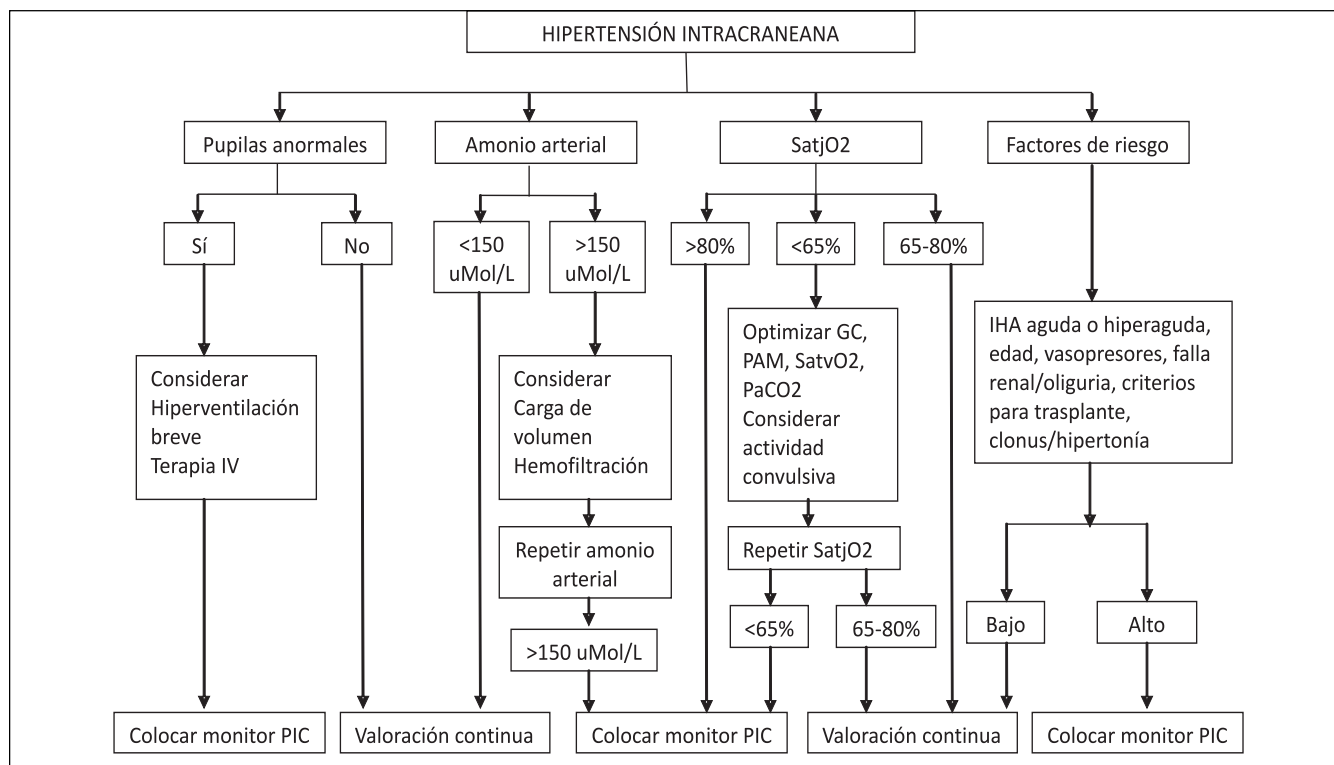 HIPERTENSIÓN INTRACRANEANA
Pupilas anormales
Amonio arterial
SatjO2
Factores de riesgo
Sí
No
<150
uMol/L
>150
uMol/L
>80%
<65%
65-80%
Considerar
Hiperventilación
breve
Terapia IV
Considerar
Carga de
volumen
Hemofiltración
Optimizar GC,
PAM, SatvO2,
PaCO2
Considerar
actividad
convulsiva
IHA aguda o hiperaguda,
edad, vasopresores, falla
renal/oliguria, criterios
para trasplante,
clonus/hipertonía
Repetir amonio
arterial
Repetir SatjO2
>150 uMol/L
<65%
65-80%
Bajo
Alto
Colocar monitor PIC
Valoración continua
Colocar monitor PIC
Valoración continua
Colocar monitor PIC